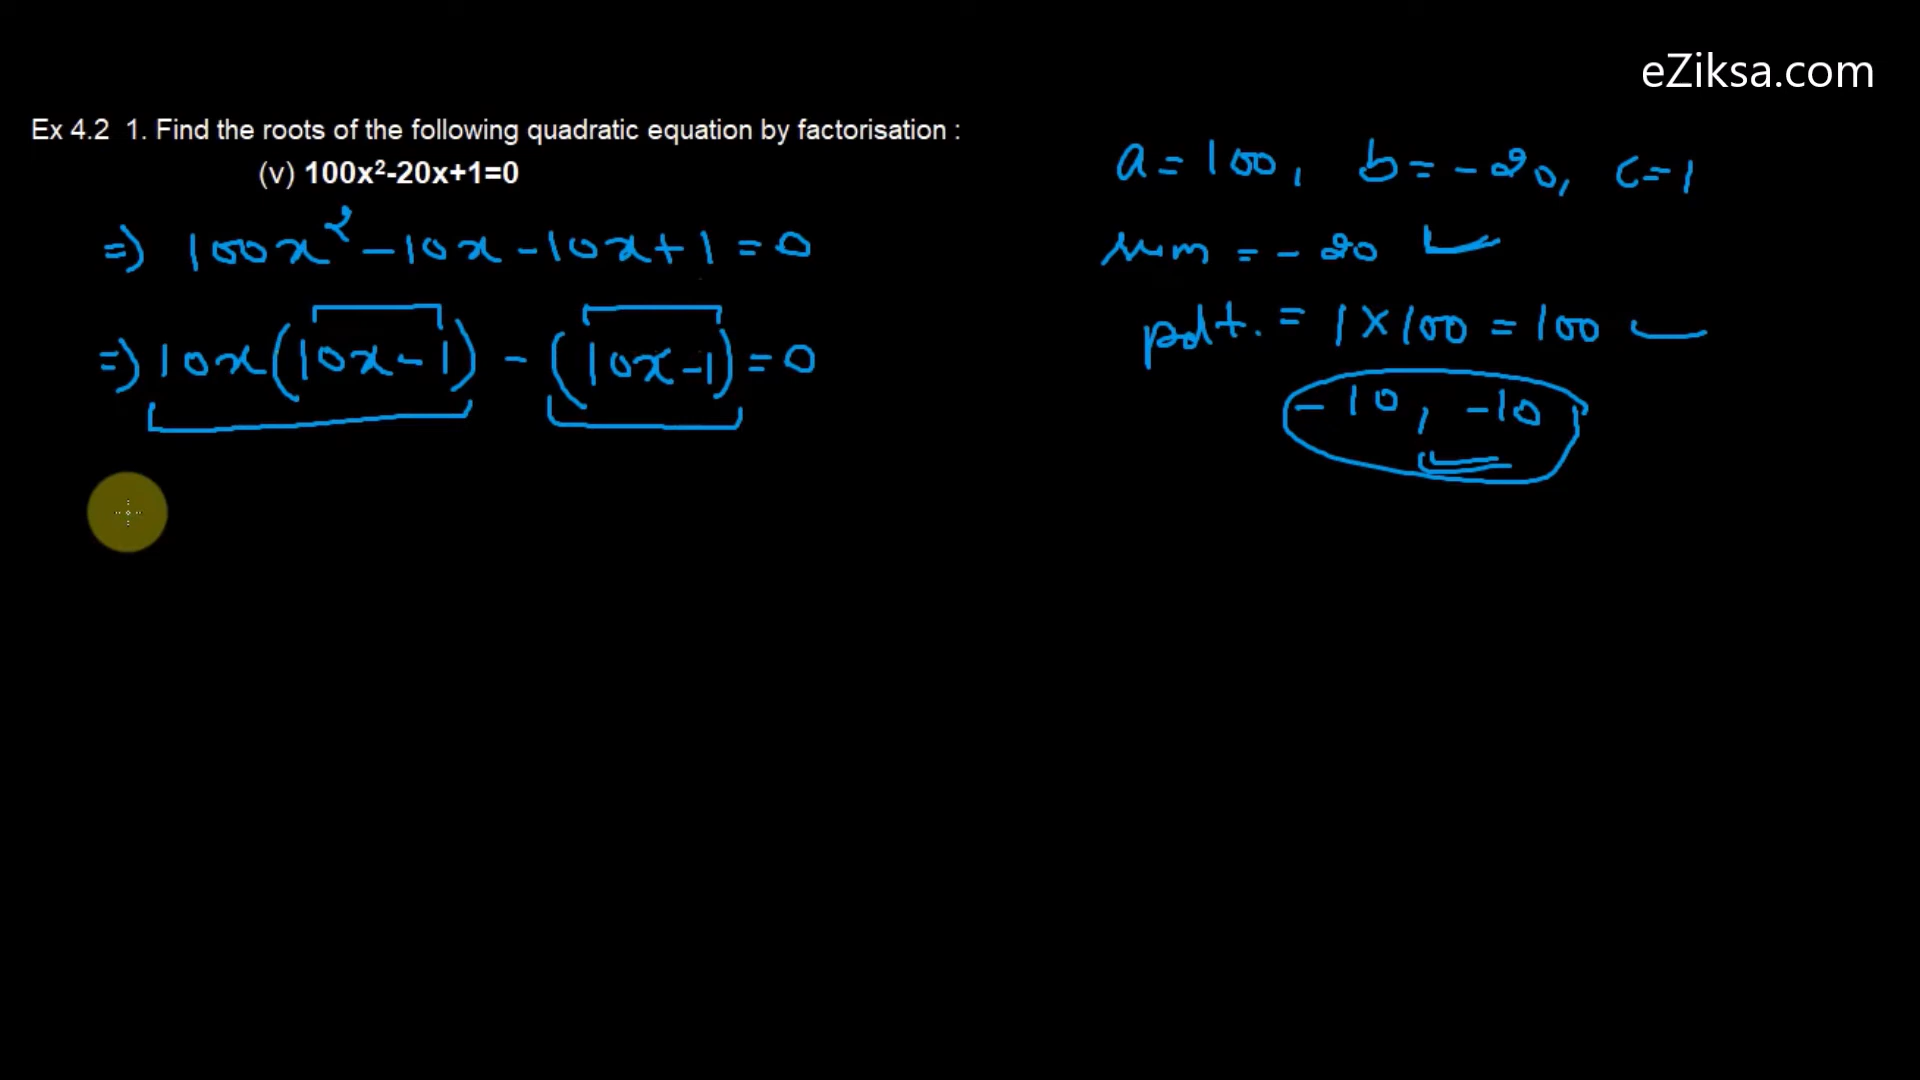 eZiksa.com
Ex 4.2 1. Find the roots of the following quadratic equation by factorisation :
(v) 100x²-20x+1=0
=) 100x² - 10x - 10x + 1 = 0
=) 10x(10x-1) - (10x-1) = 0
a = 100, b = -20, c = 1
sum = -20
pdt. = 1 × 100 = 100
-10, -10